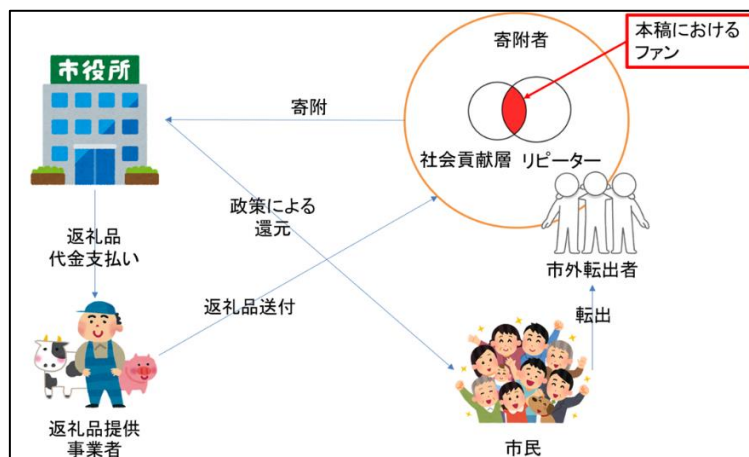 本稿における
ファン
寄附者
市役所
寄附
社会貢献層
リピーター
政策による
還元
返礼品
代金支払い
市外転出者
返礼品送付
転出
返礼品提供
事業者
市民